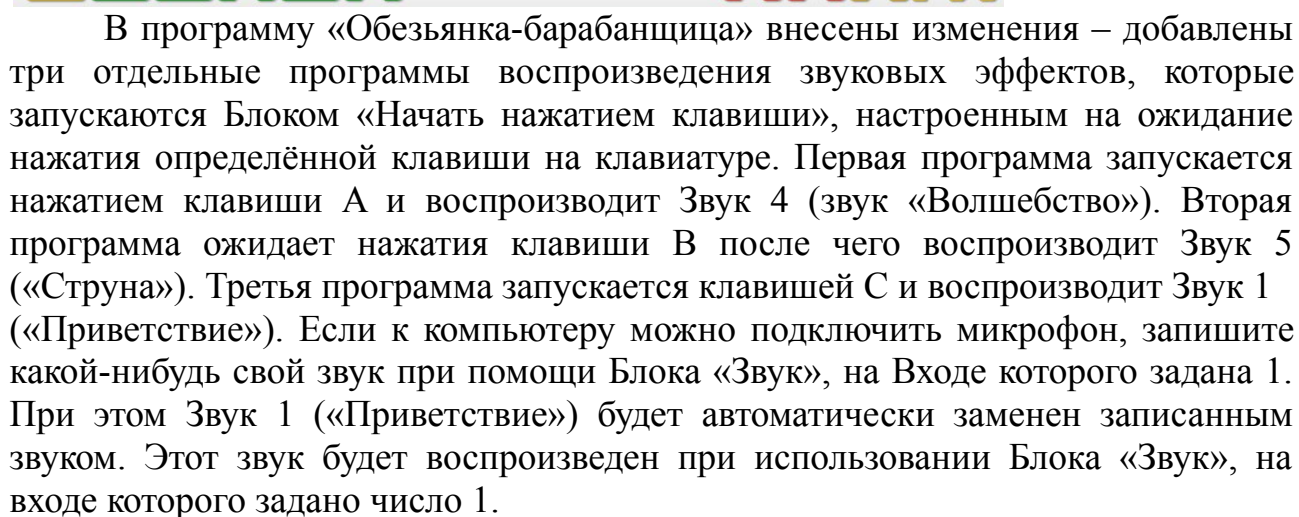 В программу «Обезьянка-барабанщица» внесены изменения – добавлены
три отдельные программы воспроизведения звуковых эффектов, которые
запускаются Блоком «Начать нажатием клавиши», настроенным на ожидание
нажатия определённой клавиши на клавиатуре. Первая программа запускается
нажатием клавиши A и воспроизводит Звук 4 (звук «Волшебство»). Вторая
программа ожидает нажатия клавиши B после чего воспроизводит Звук 5
(«Струна»). Третья программа запускается клавишей C и воспроизводит Звук 1
(«Приветствие»). Если к компьютеру можно подключить микрофон, запишите
какой-нибудь свой звук при помощи Блока «Звук», на Входе которого задана 1.
При этом Звук 1 («Приветствие») будет автоматически заменен записанным
звуком. Этот звук будет воспроизведен при использовании Блока «Звук», на
входе которого задано число 1.